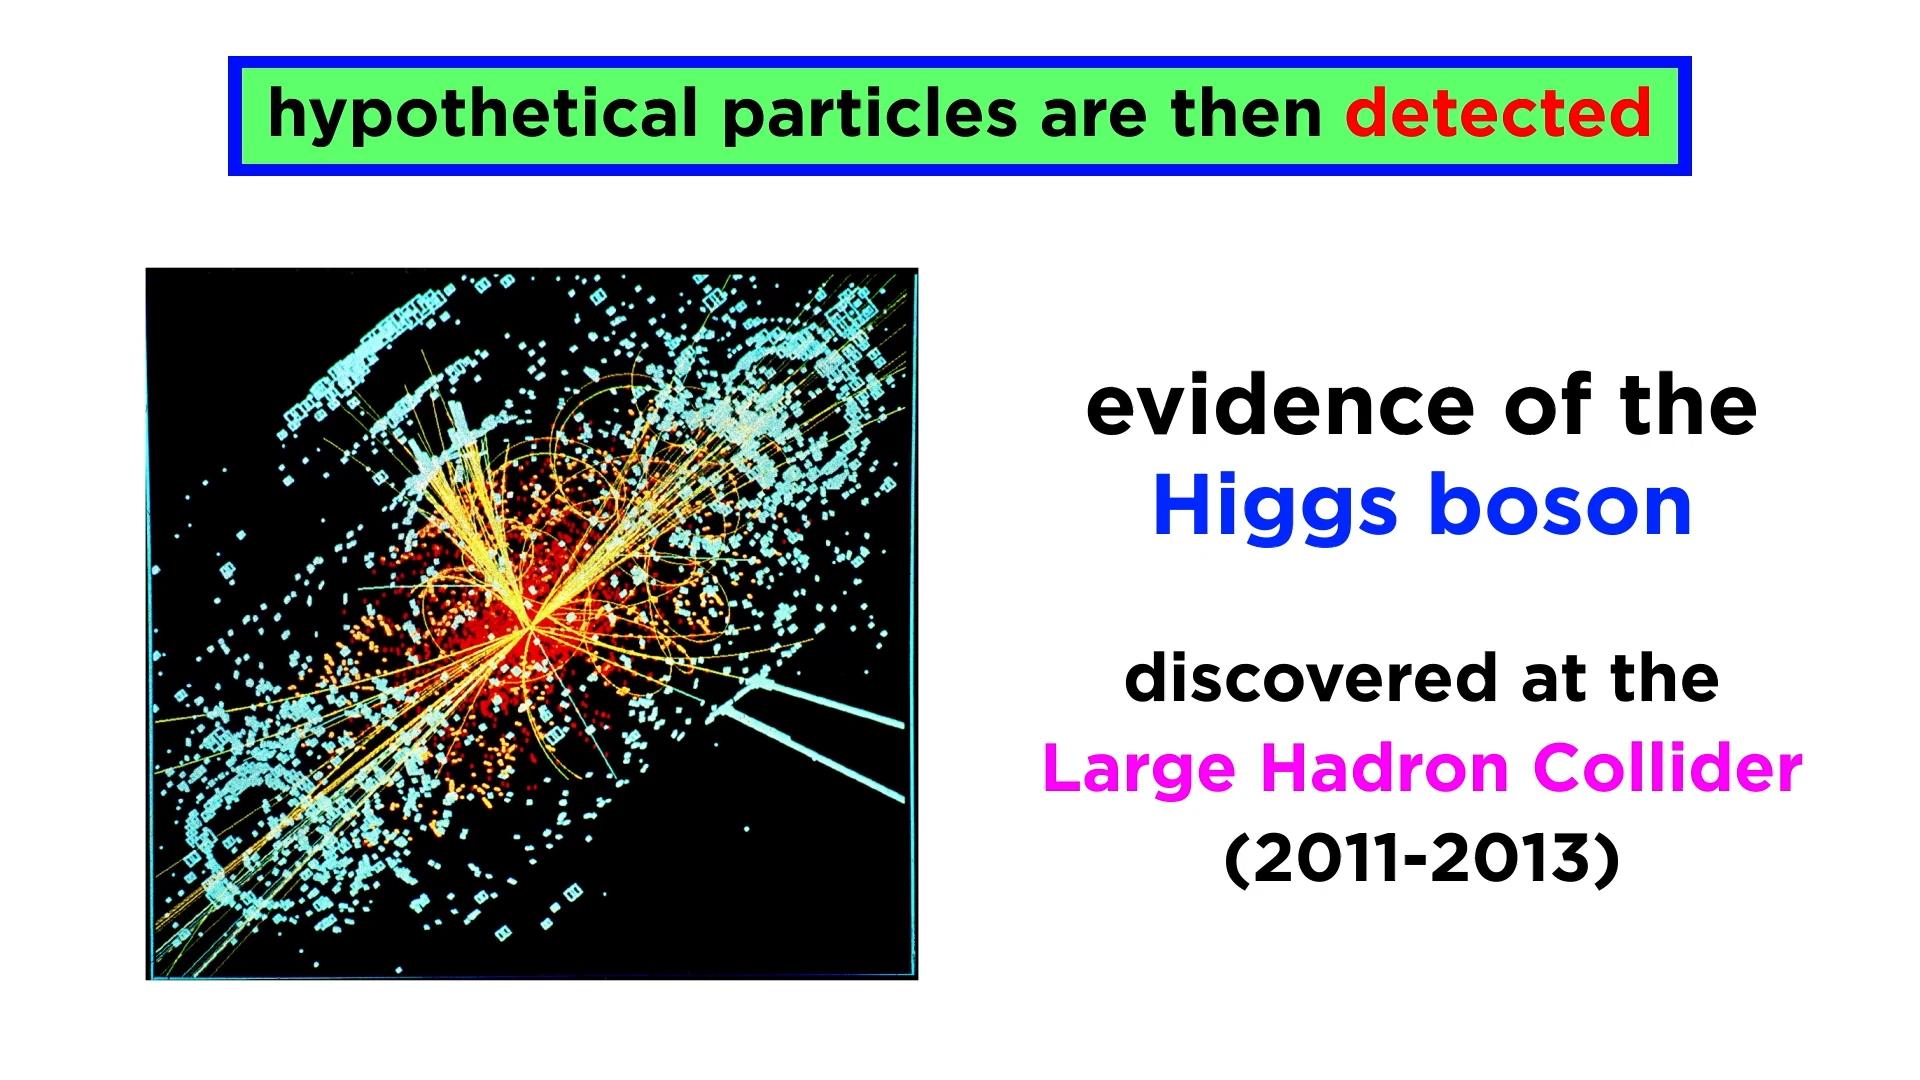 hypothetical particles are then detected
evidence of the
Higgs boson
discovered at the
Large Hadron Collider
(2011-2013)